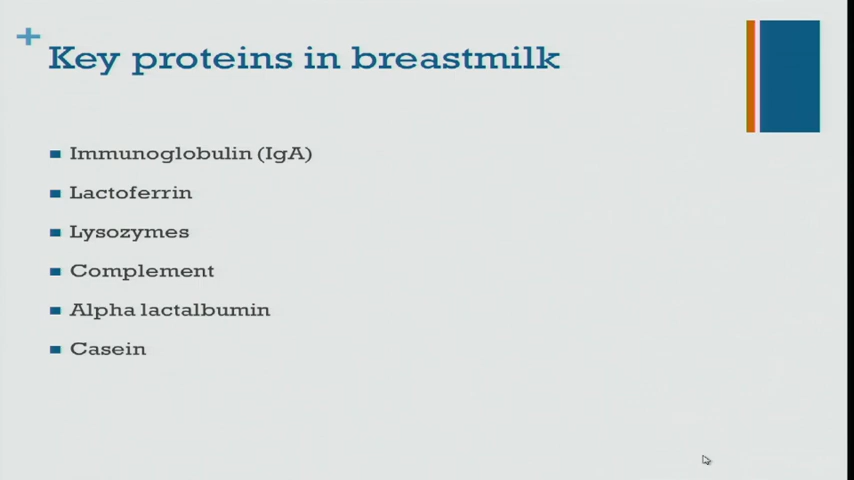 +
Key proteins in breastmilk
Immunoglobulin (IgA)
Lactoferrin
Lysozymes
Complement
Alpha lactalbumin
Casein